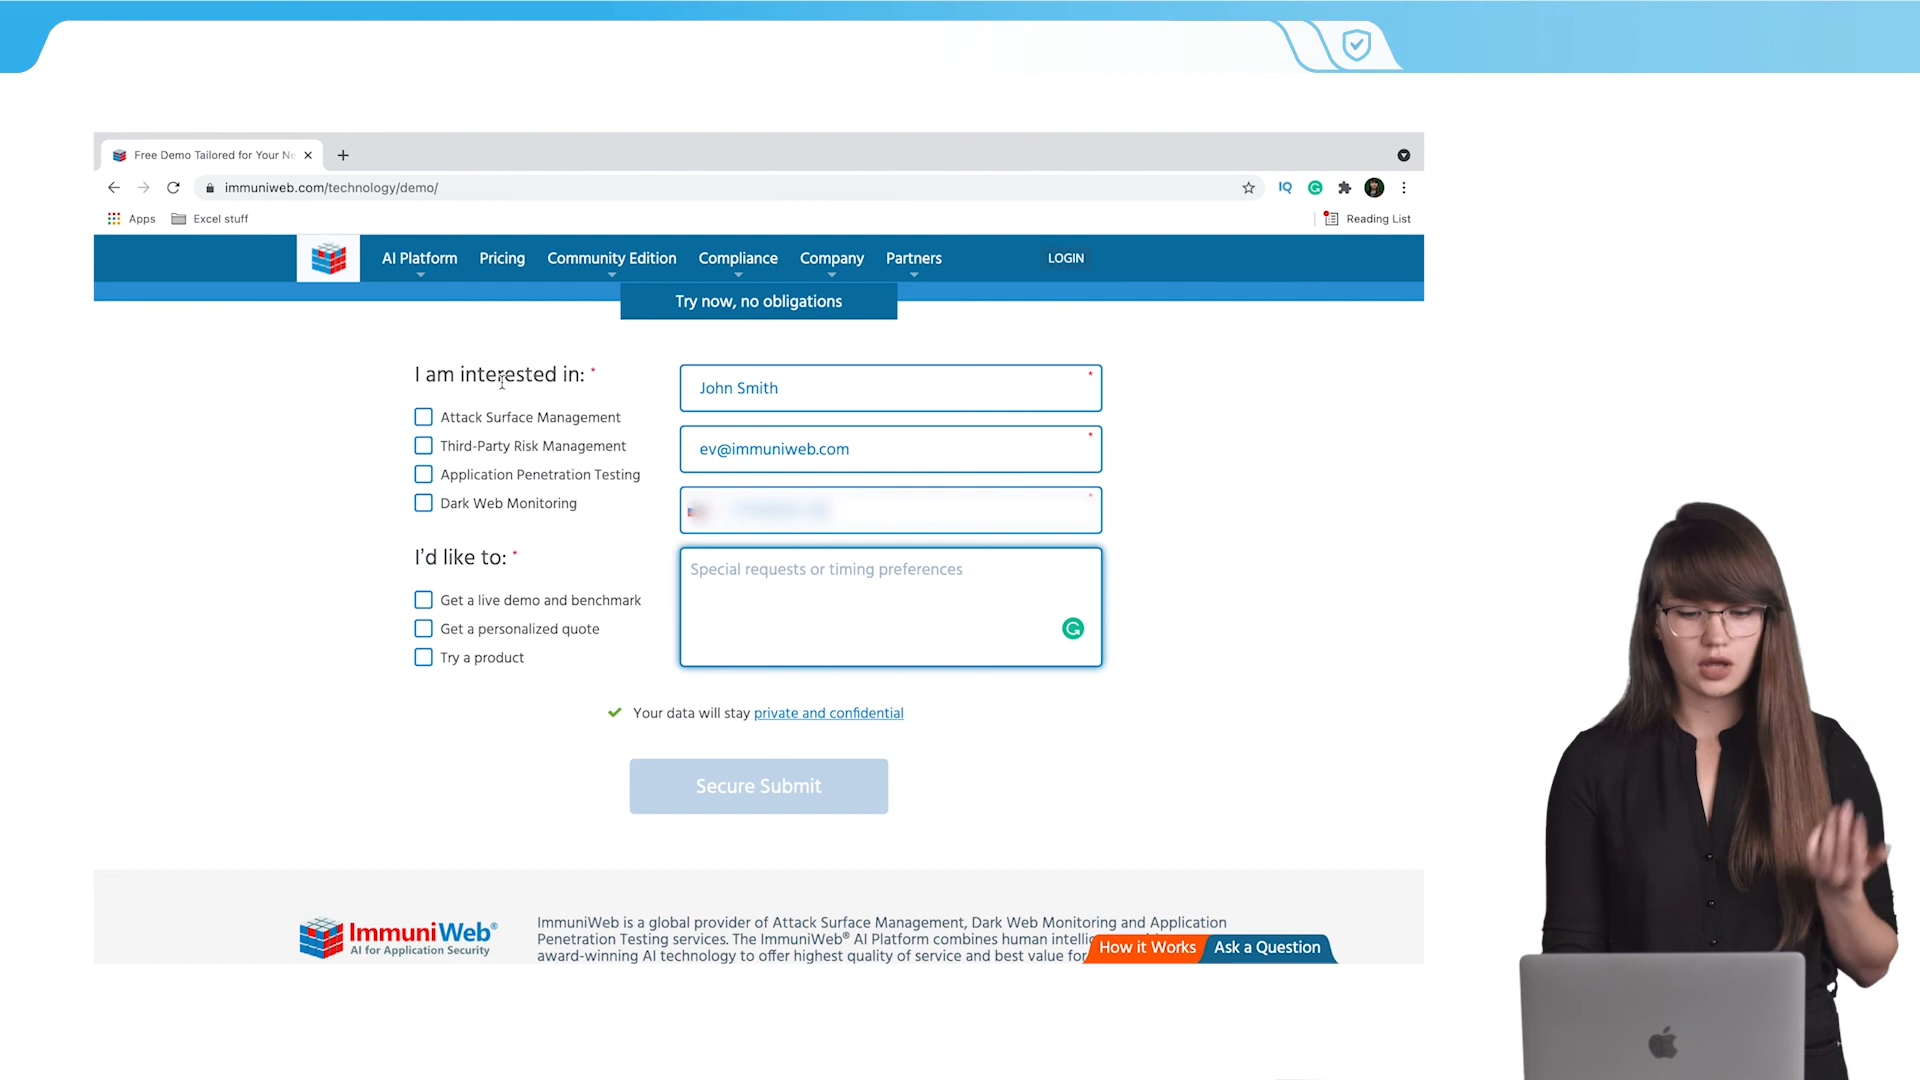 Free Demo Tailored for Your Ne
immuniweb.com/technology/demo/
IQ
Apps
Excel stuff
Reading List
AI Platform
Pricing
Community Edition
Compliance
Company
Partners
LOGIN
Try now, no obligations
I am interested in: *
Attack Surface Management
Third-Party Risk Management
Application Penetration Testing
Dark Web Monitoring
I'd like to: *
Get a live demo and benchmark
Get a personalized quote
Try a product
John Smith *
ev@immuniweb.com *
*
Special requests or timing preferences
Your data will stay private and confidential
Secure Submit
ImmuniWeb®
AI for Application Security
ImmuniWeb is a global provider of Attack Surface Management, Dark Web Monitoring and Application
Penetration Testing services. The ImmuniWeb® AI Platform combines human intellig
award-winning AI technology to offer highest quality of service and best value for
How it Works
Ask a Question